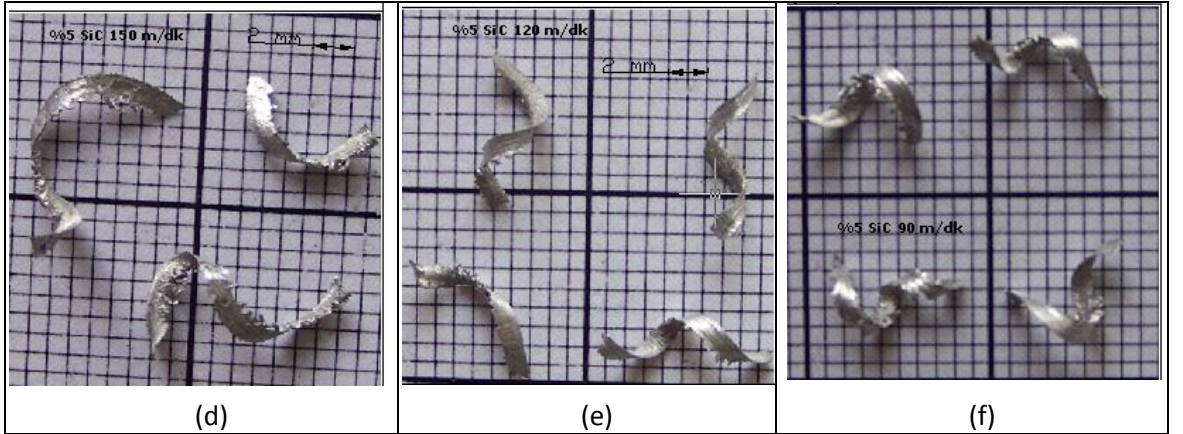 %5 SiC 150 m/dk
2 mm
%5 SiC 120 m/dk
2 mm
%5 SiC 90 m/dk
(d)
(e)
(f)